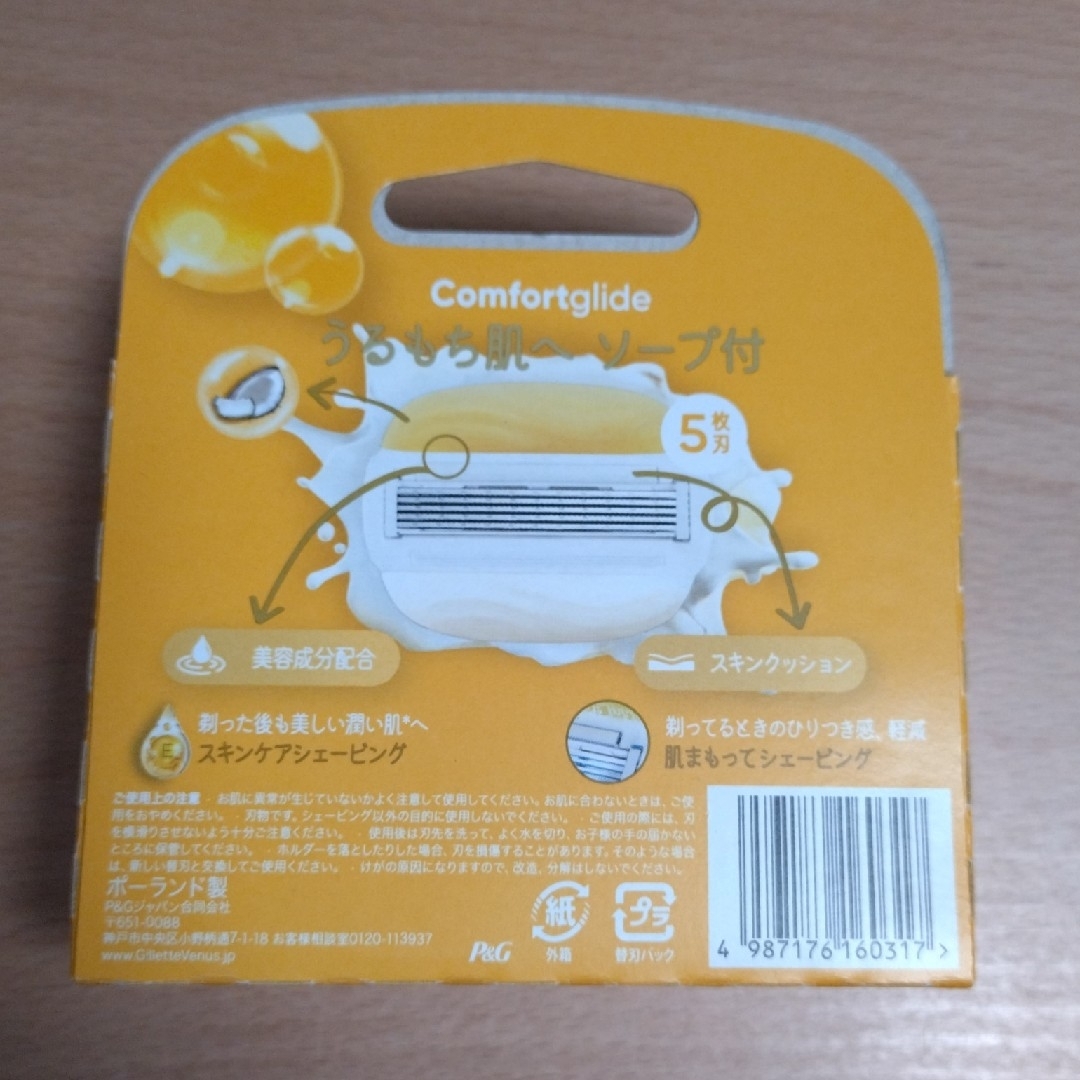 Comfortglide
うるもち肌へ ソープ付
5枚刃
美容成分配合
スキンクッション
E
剃った後も美しい潤い肌*へ
スキンケアシェービング
剃ってるときのひりつき感、軽減
肌まもってシェービング
ご使用上の注意 ・お肌に異常が生じていないかよく注意して使用してください。お肌に合わないときは、ご使
用をおやめください。 ・刃物です。シェービング以外の目的に使用しないでください。 ・ご使用の際には、刃
を横滑りさせないよう十分ご注意ください。 ・使用後は刃先を洗って、よく水を切り、お子様の手の届かない
ところに保管してください。 ・ホルダーを落としたりした場合、刃を損傷することがあります。そのような場合
は、新しい替刃と交換してご使用ください。 ・けがの原因になりますので、改造、分解はしないでください。
ポーランド製
P&Gジャパン合同会社
〒651-0088
神戸市中央区小野柄通7-1-18 お客様相談室0120-113937
www.GilletteVenus.jp
P&G
紙
外箱
プラ
替刃パック
4 987176 160317 >